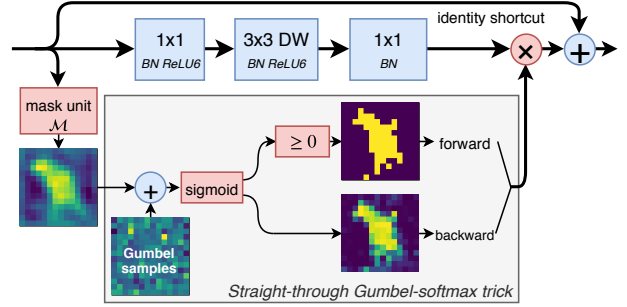 identity shortcut
1x1
BN ReLU6
3x3 DW
BN ReLU6
1x1
BN
×
+
mask unit
ℳ
≥ 0
forward
+
sigmoid
Gumbel
samples
backward
Straight-through Gumbel-softmax trick